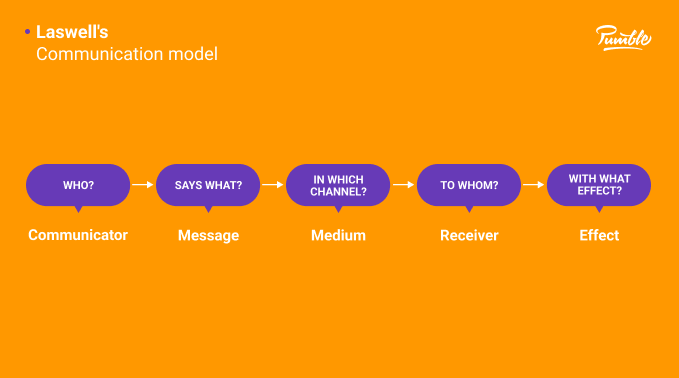 Laswell's
Communication model
Pumble
WHO?
SAYS WHAT?
IN WHICH
CHANNEL?
TO WHOM?
WITH WHAT
EFFECT?
Communicator
Message
Medium
Receiver
Effect